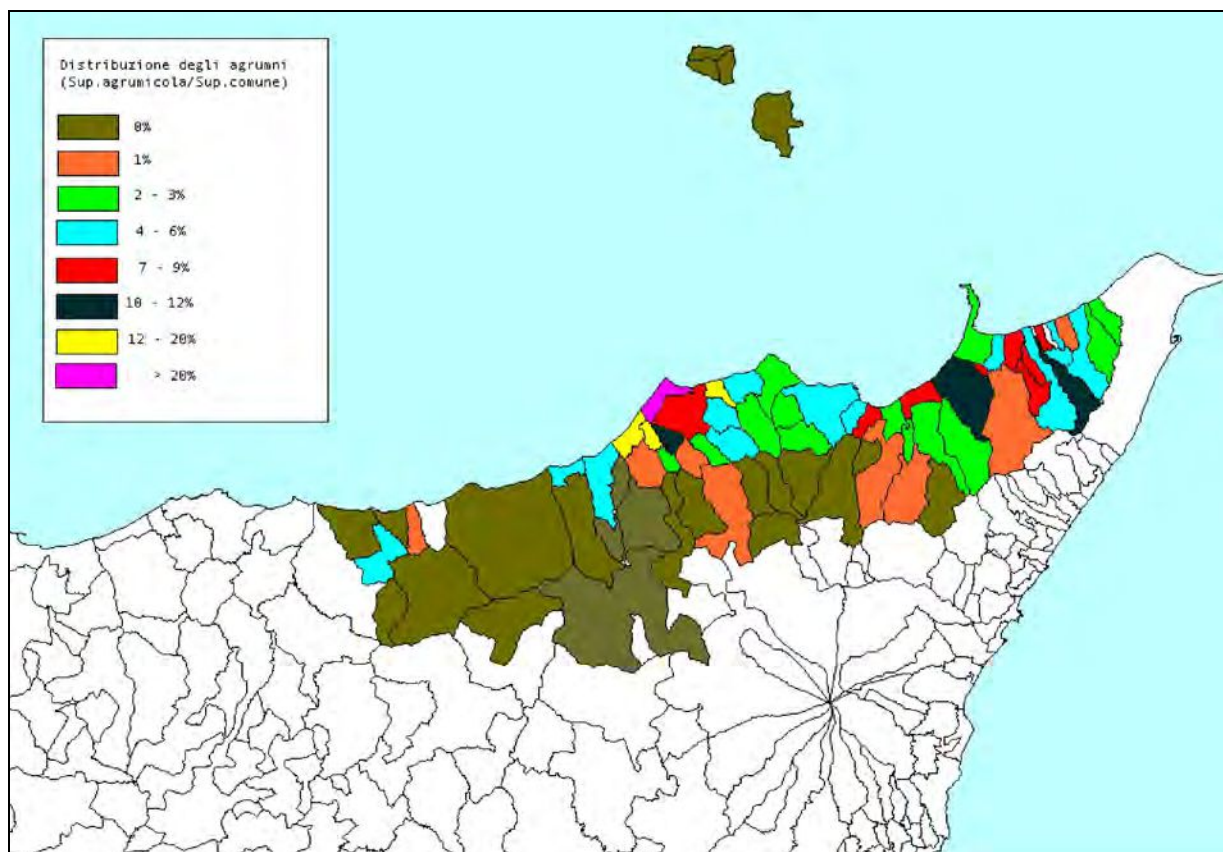 Distribuzione degli agrumni
(Sup.agrumicola/Sup.comune)
0%
1%
2 - 3%
4 - 6%
7 - 9%
10 - 12%
12 - 20%
> 20%